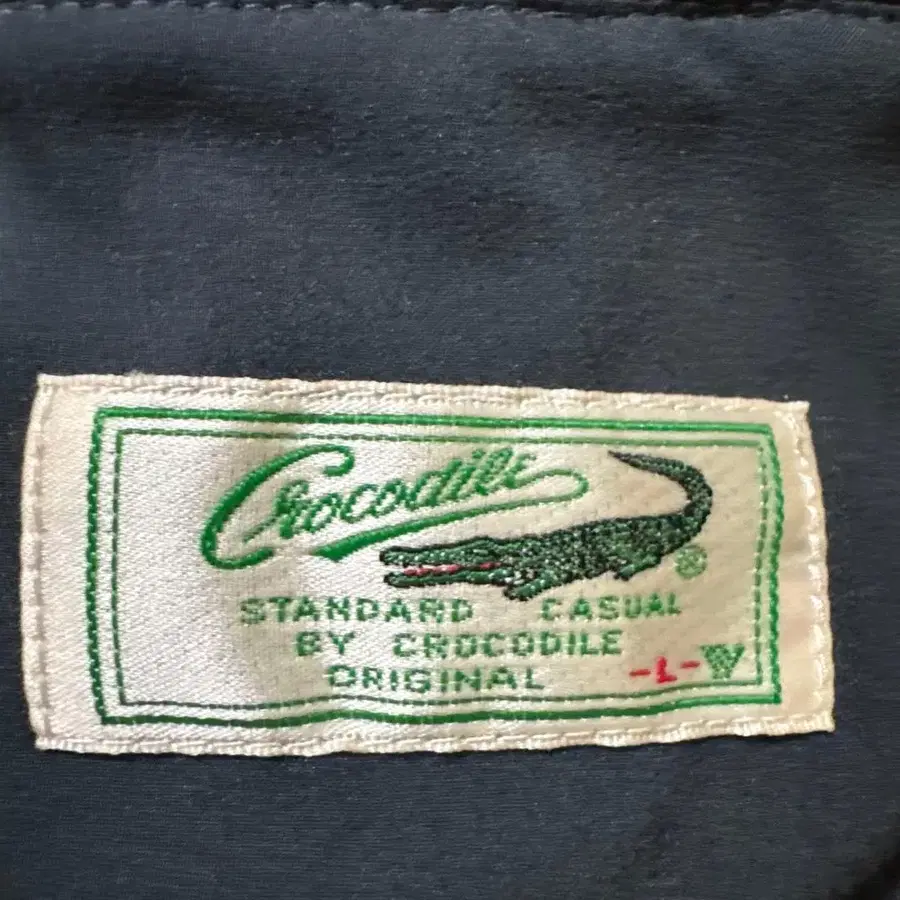 Crocodile
®
STANDARD CASUAL
BY CROCODILE
ORIGINAL
-L-W